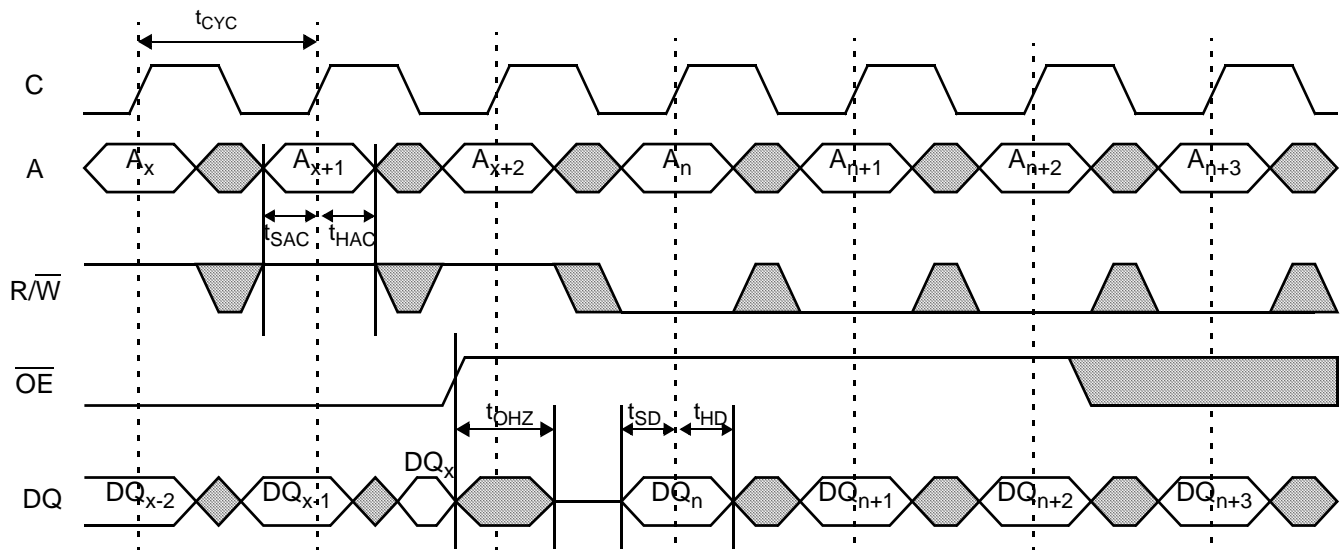 tCYC
C
A
Ax Ax+1 Ax+2 An An+1 An+2 An+3
tSAC tHAC
R/W̅
O̅E̅
tOHZ tSD tHD
DQx
DQ
DQx-2 DQx-1 DQn DQn+1 DQn+2 DQn+3